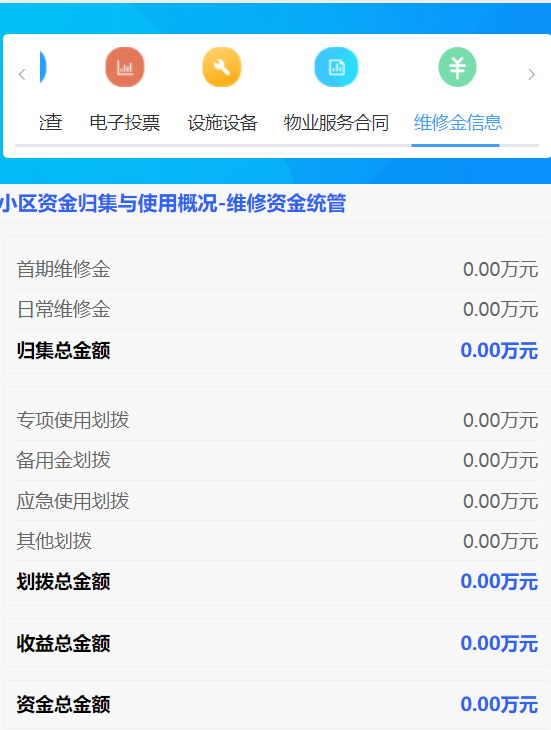 电子投票 设施设备 物业服务合同 维修金信息
小区资金归集与使用概况-维修资金统管
首期维修金 0.00万元
日常维修金 0.00万元
归集总金额 0.00万元
专项使用划拨 0.00万元
备用金划拨 0.00万元
应急使用划拨 0.00万元
其他划拨 0.00万元
划拨总金额 0.00万元
收益总金额 0.00万元
资金总金额 0.00万元